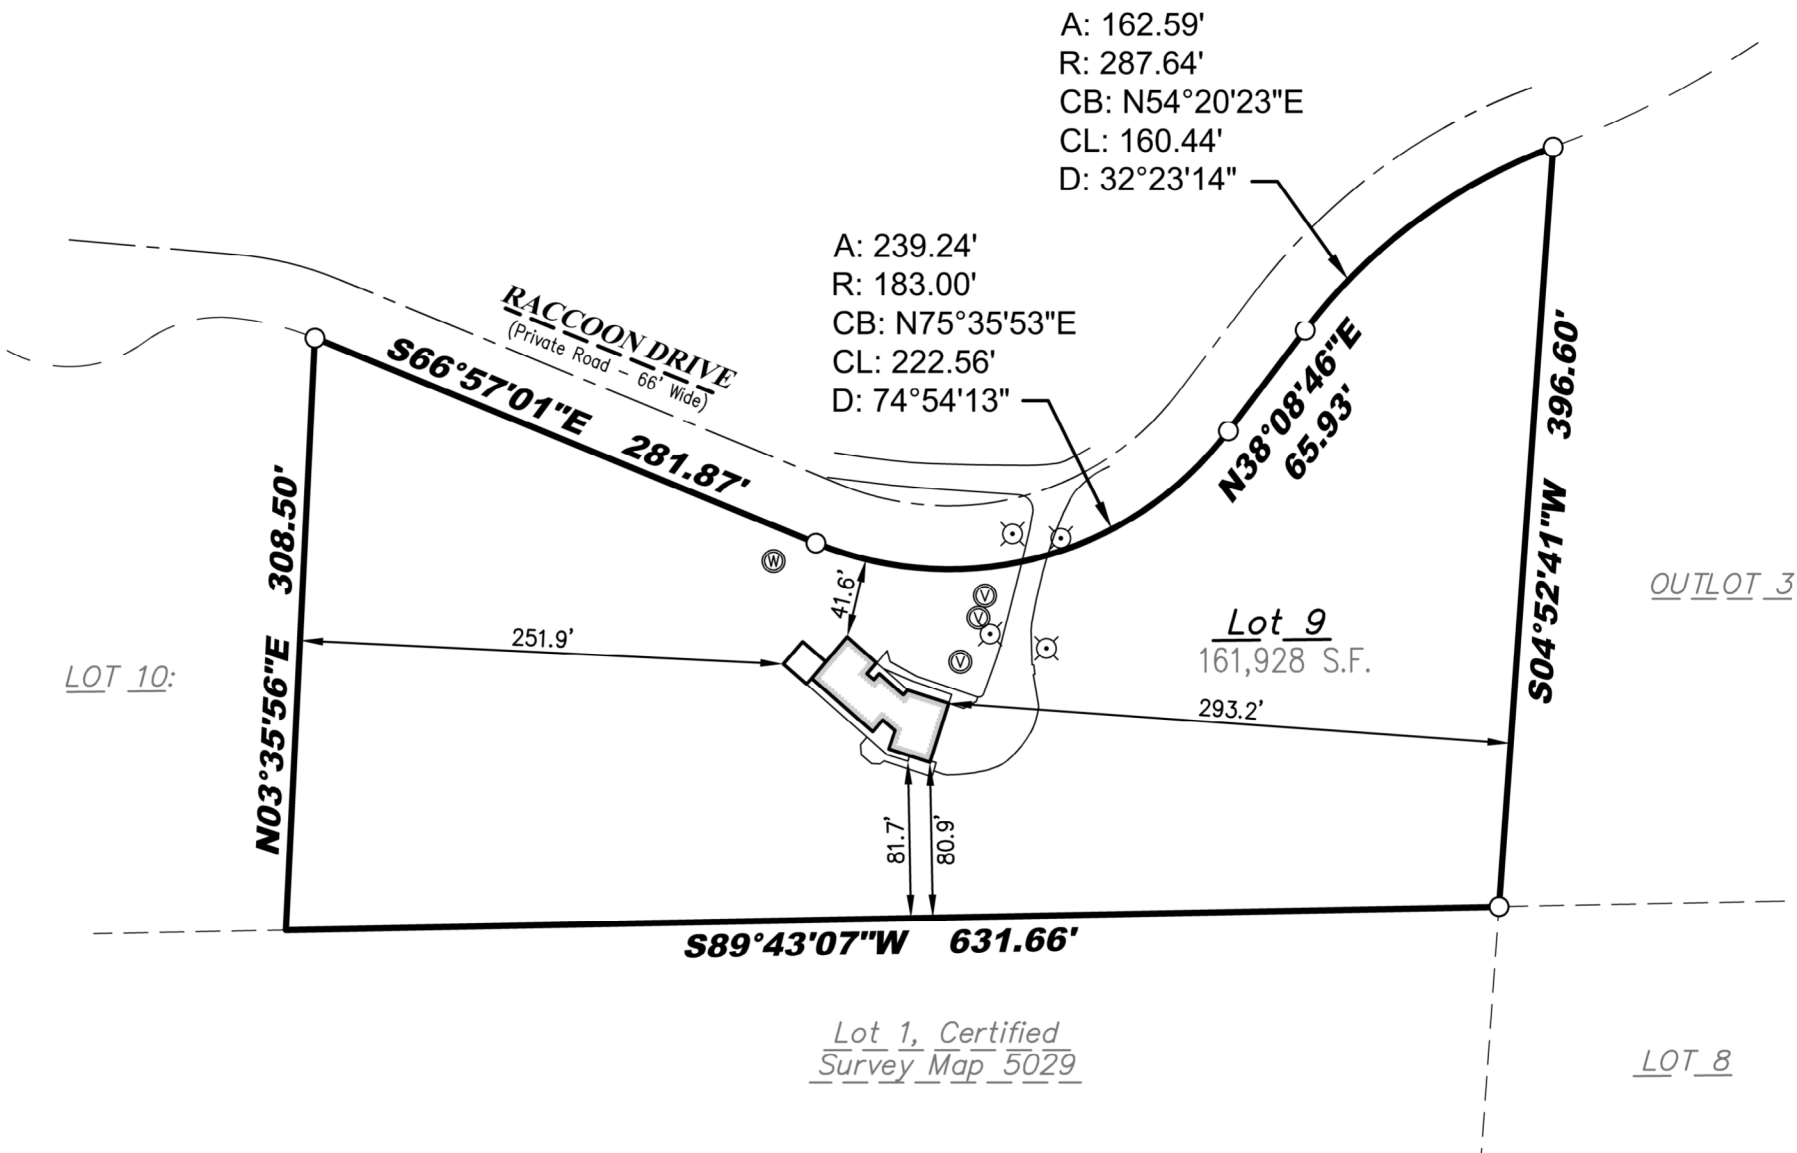 A: 162.59'
R: 287.64'
CB: N54°20'23"E
CL: 160.44'
D: 32°23'14"
A: 239.24'
R: 183.00'
CB: N75°35'53"E
CL: 222.56'
D: 74°54'13"
RACCOON DRIVE
(Private Road - 66' Wide)
S66°57'01"E 281.87'
N38°08'46"E
65.93'
S04°52'41"W 396.60'
N03°35'56"E 308.50'
W
41.6'
V
V
V
251.9'
Lot 9
161,928 S.F.
OUTLOT 3
LOT 10:
293.2'
81.7'
80.9'
S89°43'07"W 631.66'
Lot 1, Certified
Survey Map 5029
LOT 8